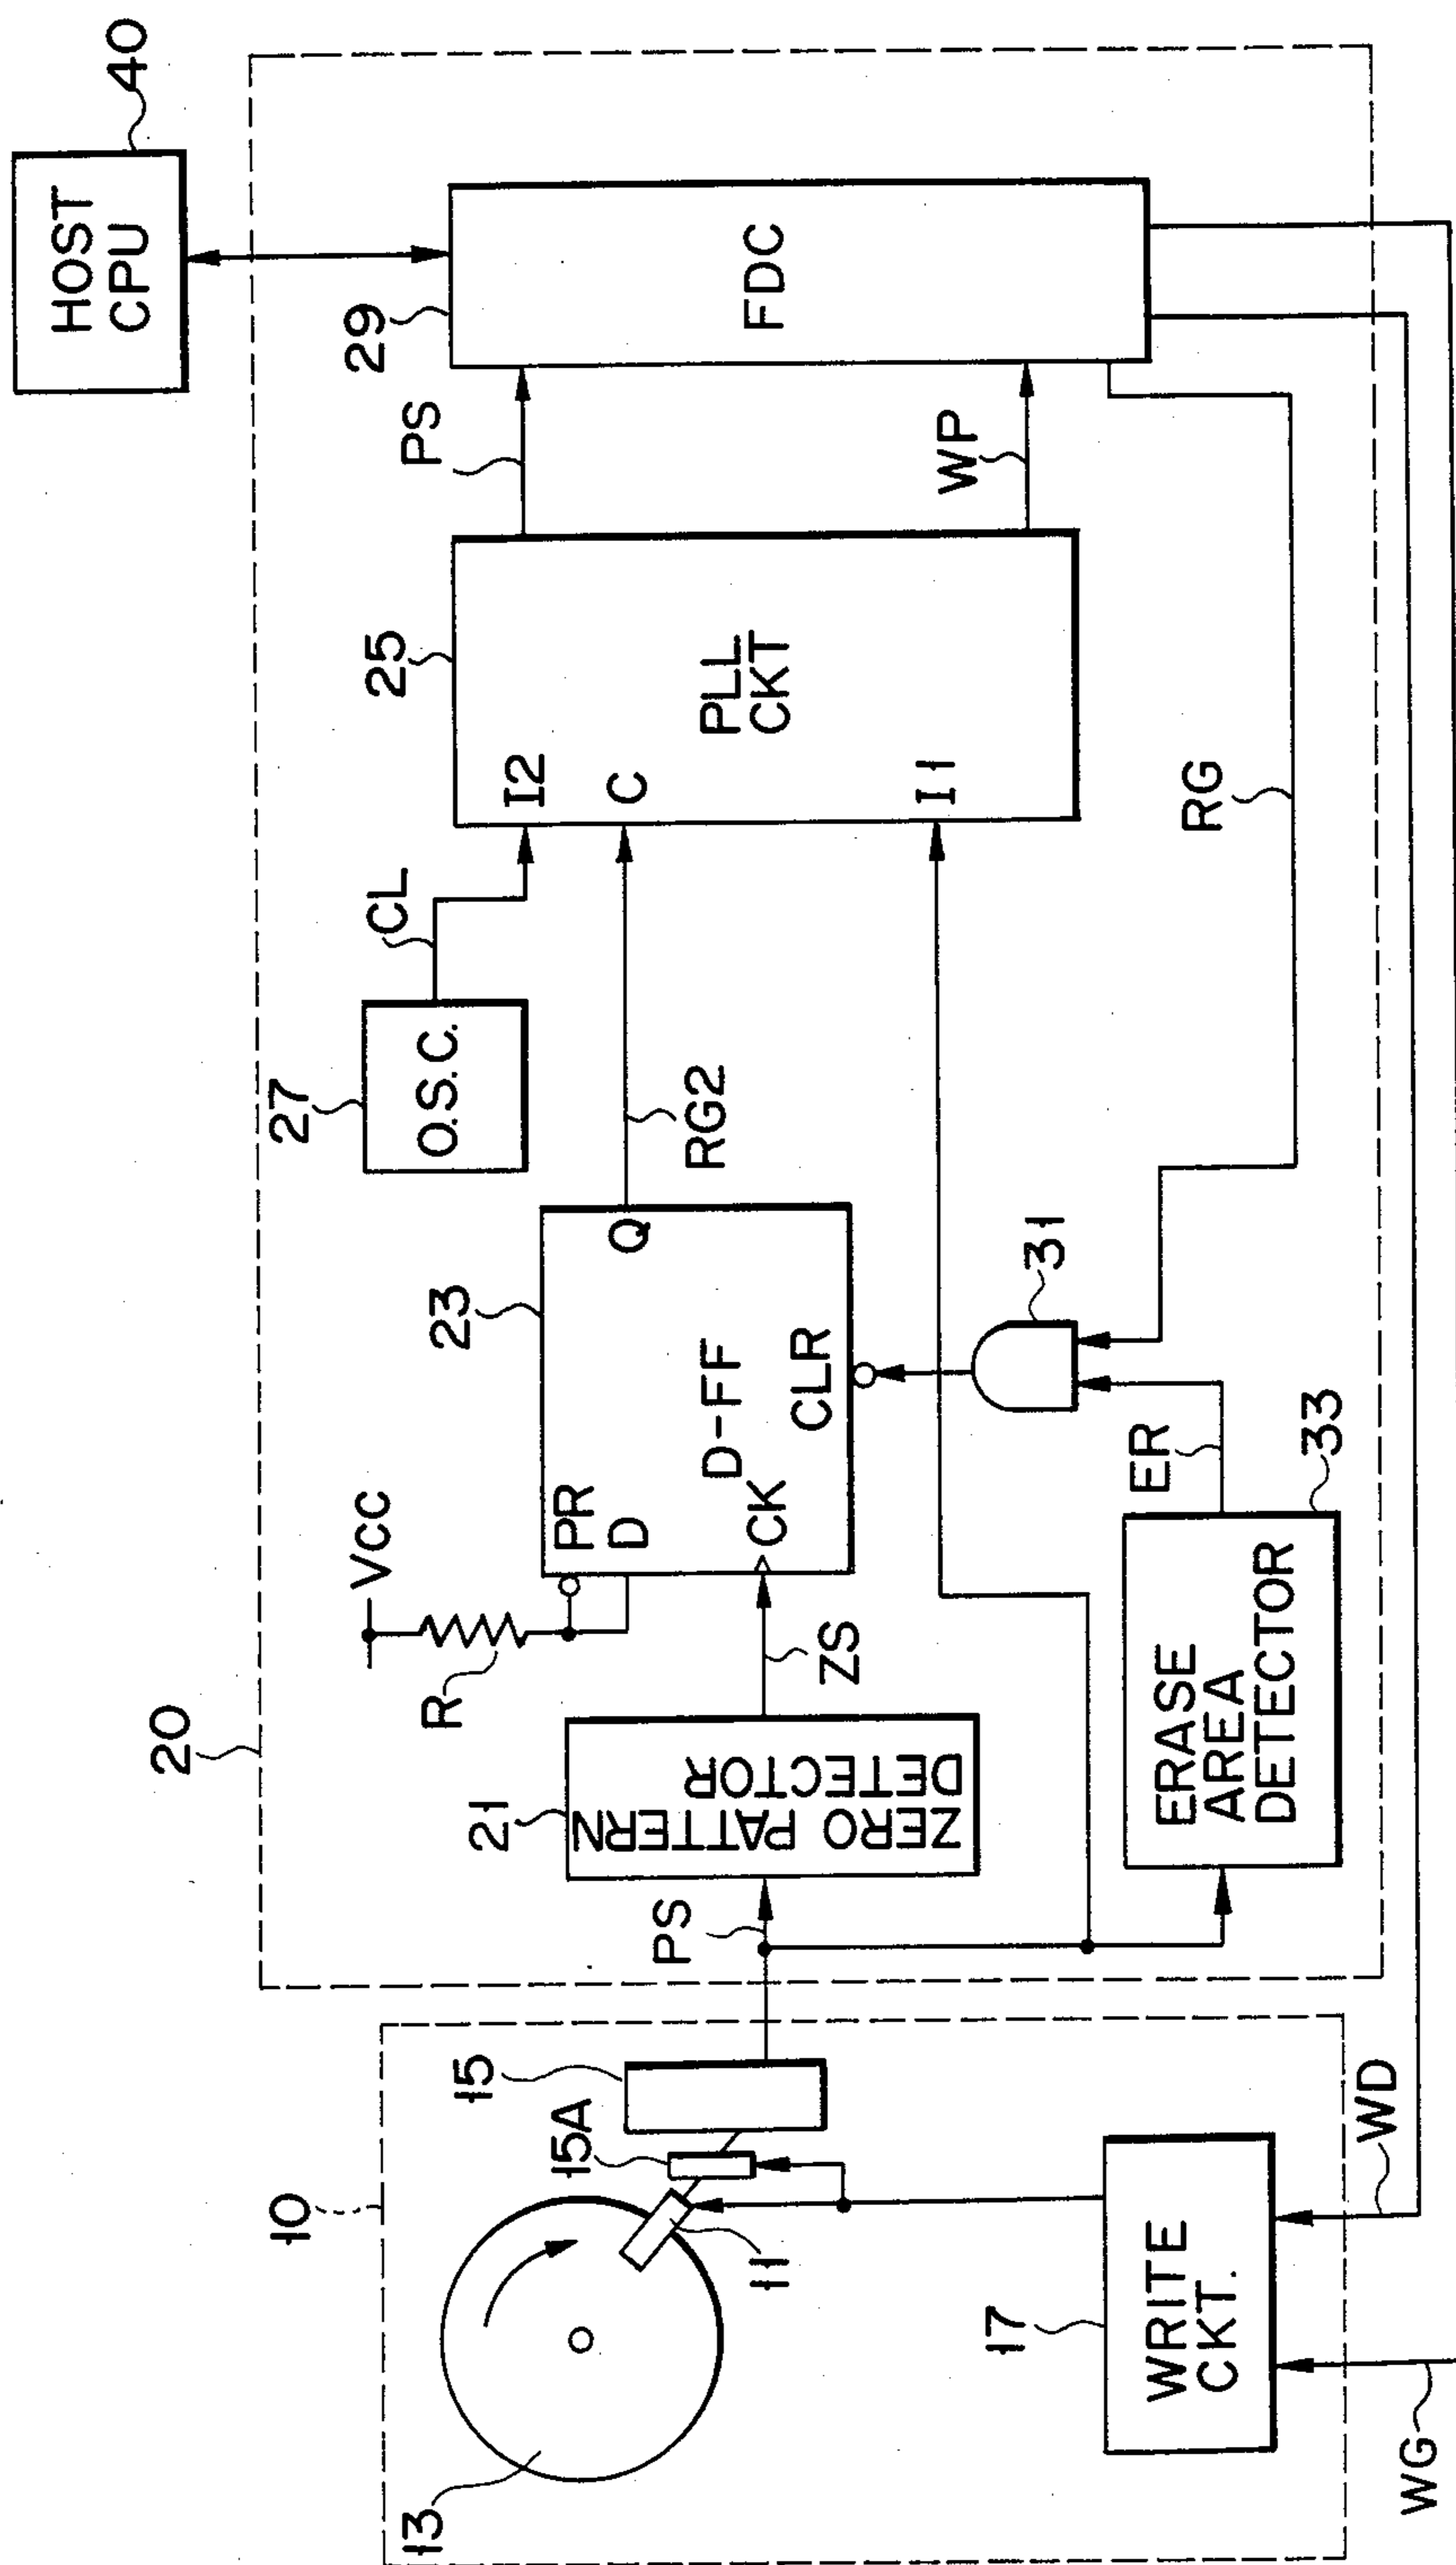 HOST
CPU
40
20
29
FDC
PS
WP
25
PLL
CKT
I2
C
I1
27
O.S.C.
CL
RG2
RG
23
PR
D
Q
D-FF
CK
CLR
VCC
R
31
ER
33
ERASE
AREA
DETECTOR
21
ZERO PATTERN
DETECTOR
ZS
PS
10
15
15A
11
13
17
WRITE
CKT.
WD
WG